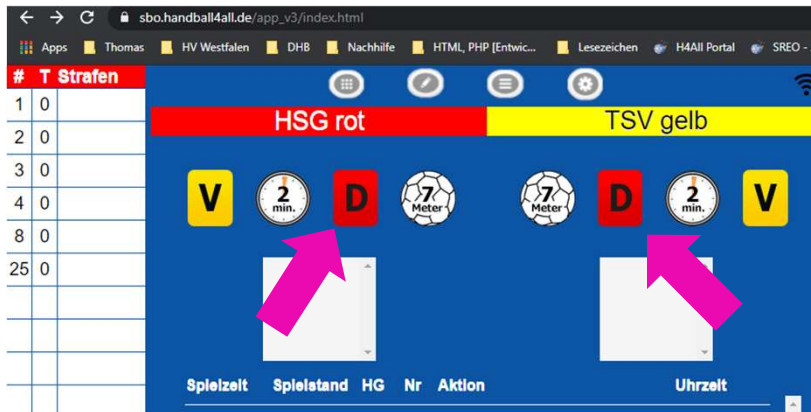 sbo.handball4all.de/app_v3/index.html
Apps Thomas HV Westfalen DHB Nachhilfe HTML, PHP [Entwic... Lesezeichen H4All Portal SREO -
# T Strafen
HSG rot TSV gelb
1 0
2 0
3 0
4 0
8 0
25 0
V 2 min. D 7 Meter 7 Meter D 2 min. V
Spielzeit Spielstand HG Nr Aktion Uhrzeit